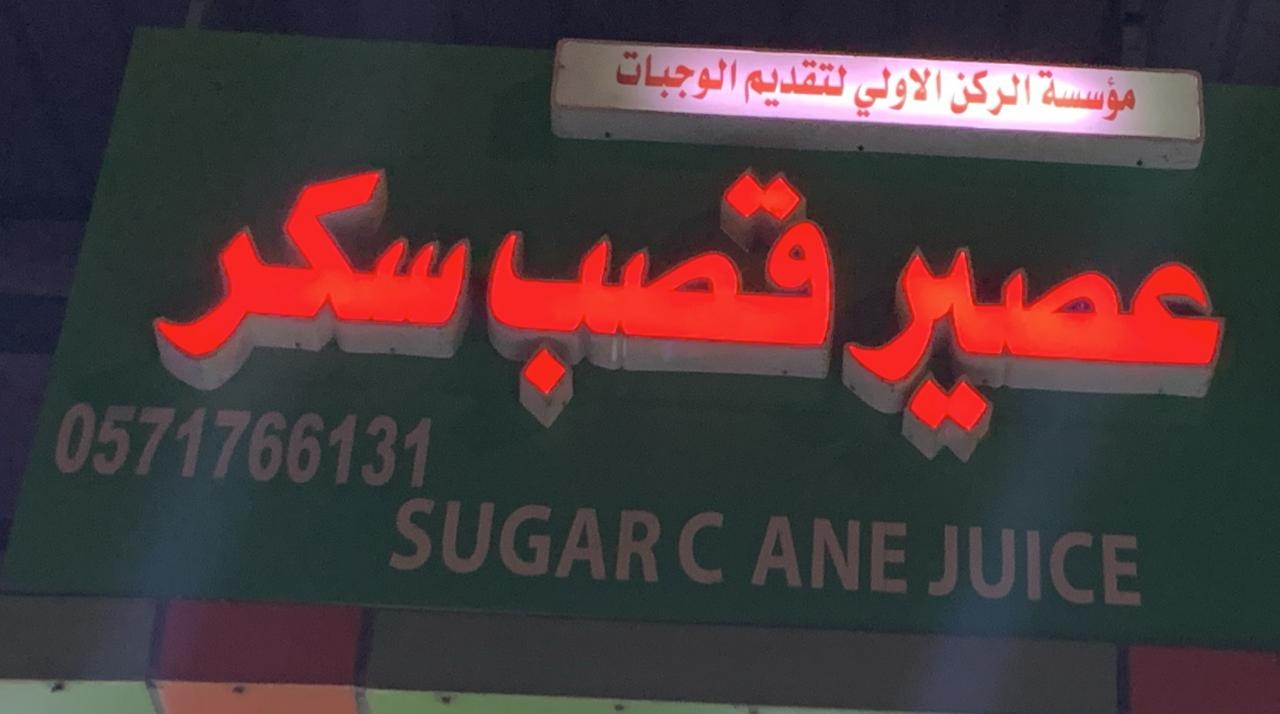 مؤسسة الركن الاولي لتقديم الوجبات
عصير قصب سكر
0571766131
SUGAR C ANE JUICE